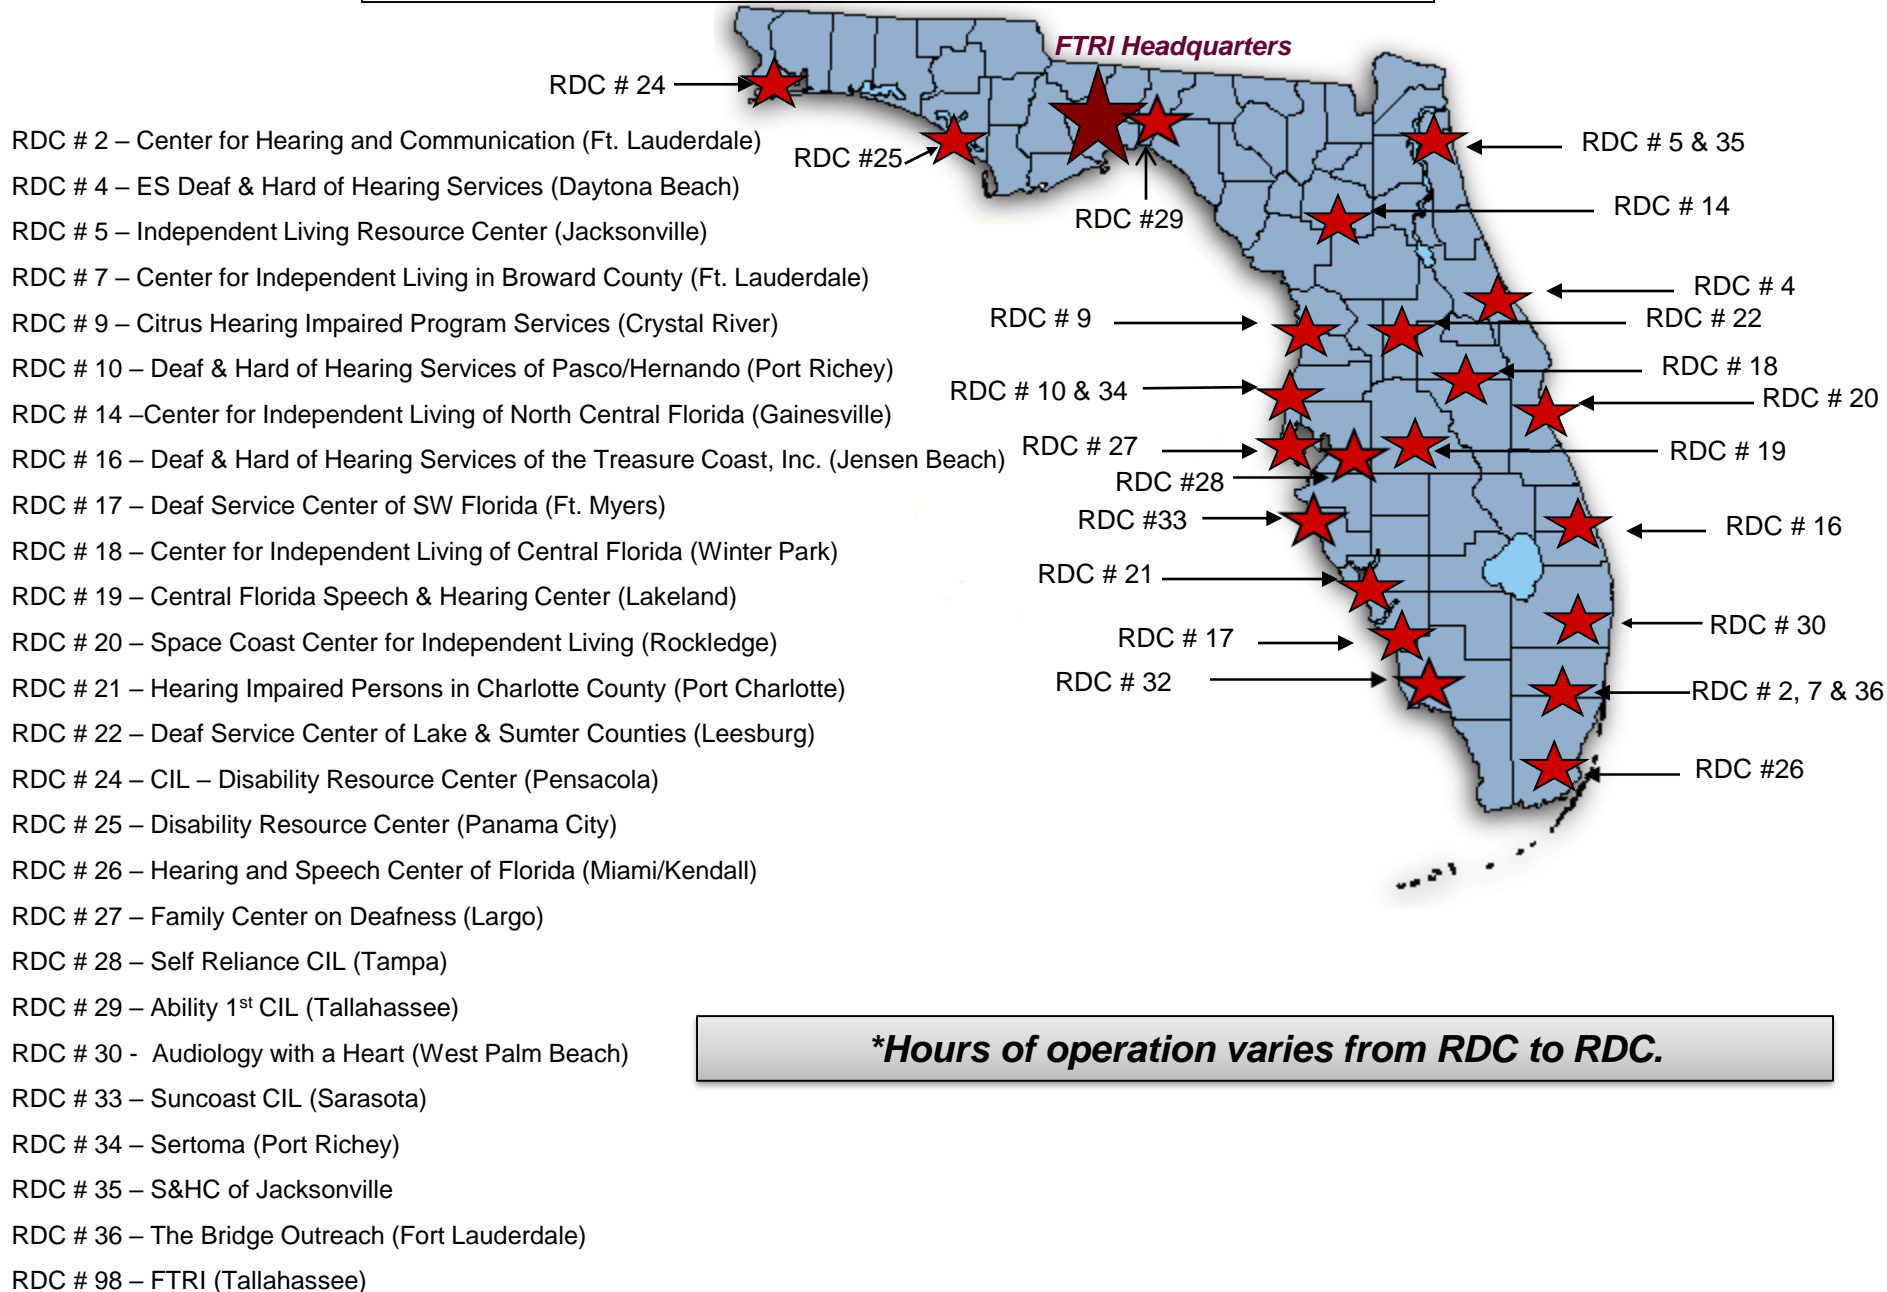 FTRI Headquarters
RDC # 24
RDC #25
RDC #29
RDC # 5 & 35
RDC # 14
RDC # 4
RDC # 22
RDC # 9
RDC # 18
RDC # 10 & 34
RDC # 20
RDC # 27
RDC # 19
RDC #28
RDC #33
RDC # 16
RDC # 21
RDC # 30
RDC # 17
RDC # 32
RDC # 2, 7 & 36
RDC #26
RDC # 2 – Center for Hearing and Communication (Ft. Lauderdale)
RDC # 4 – ES Deaf & Hard of Hearing Services (Daytona Beach)
RDC # 5 – Independent Living Resource Center (Jacksonville)
RDC # 7 – Center for Independent Living in Broward County (Ft. Lauderdale)
RDC # 9 – Citrus Hearing Impaired Program Services (Crystal River)
RDC # 10 – Deaf & Hard of Hearing Services of Pasco/Hernando (Port Richey)
RDC # 14 –Center for Independent Living of North Central Florida (Gainesville)
RDC # 16 – Deaf & Hard of Hearing Services of the Treasure Coast, Inc. (Jensen Beach)
RDC # 17 – Deaf Service Center of SW Florida (Ft. Myers)
RDC # 18 – Center for Independent Living of Central Florida (Winter Park)
RDC # 19 – Central Florida Speech & Hearing Center (Lakeland)
RDC # 20 – Space Coast Center for Independent Living (Rockledge)
RDC # 21 – Hearing Impaired Persons in Charlotte County (Port Charlotte)
RDC # 22 – Deaf Service Center of Lake & Sumter Counties (Leesburg)
RDC # 24 – CIL – Disability Resource Center (Pensacola)
RDC # 25 – Disability Resource Center (Panama City)
RDC # 26 – Hearing and Speech Center of Florida (Miami/Kendall)
RDC # 27 – Family Center on Deafness (Largo)
RDC # 28 – Self Reliance CIL (Tampa)
RDC # 29 – Ability 1st CIL (Tallahassee)
RDC # 30 - Audiology with a Heart (West Palm Beach)
RDC # 33 – Suncoast CIL (Sarasota)
RDC # 34 – Sertoma (Port Richey)
RDC # 35 – S&HC of Jacksonville
RDC # 36 – The Bridge Outreach (Fort Lauderdale)
RDC # 98 – FTRI (Tallahassee)
*Hours of operation varies from RDC to RDC.